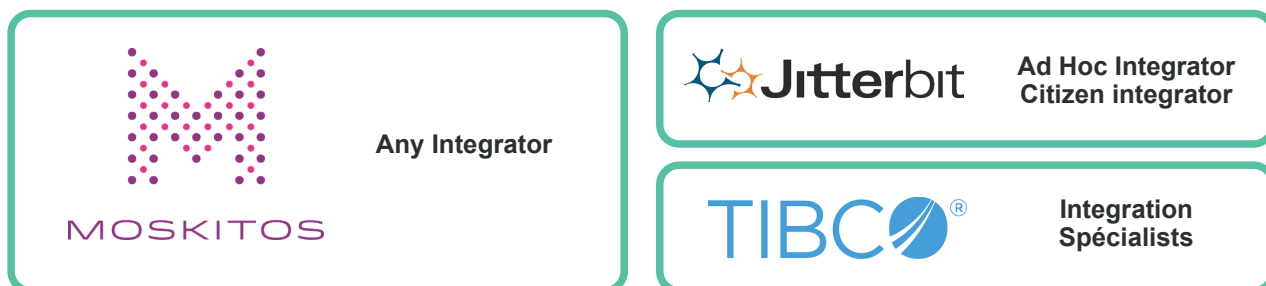 Any Integrator
MOSKITOS
Jitterbit
Ad Hoc Integrator
Citizen integrator
TIBCO®
Integration
Spécialists